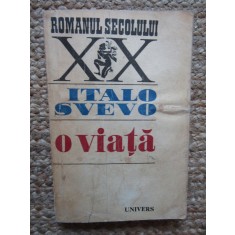 ROMANUL SECOLULUI
XX
ITALO
SVEVO
o viață
UNIVERS